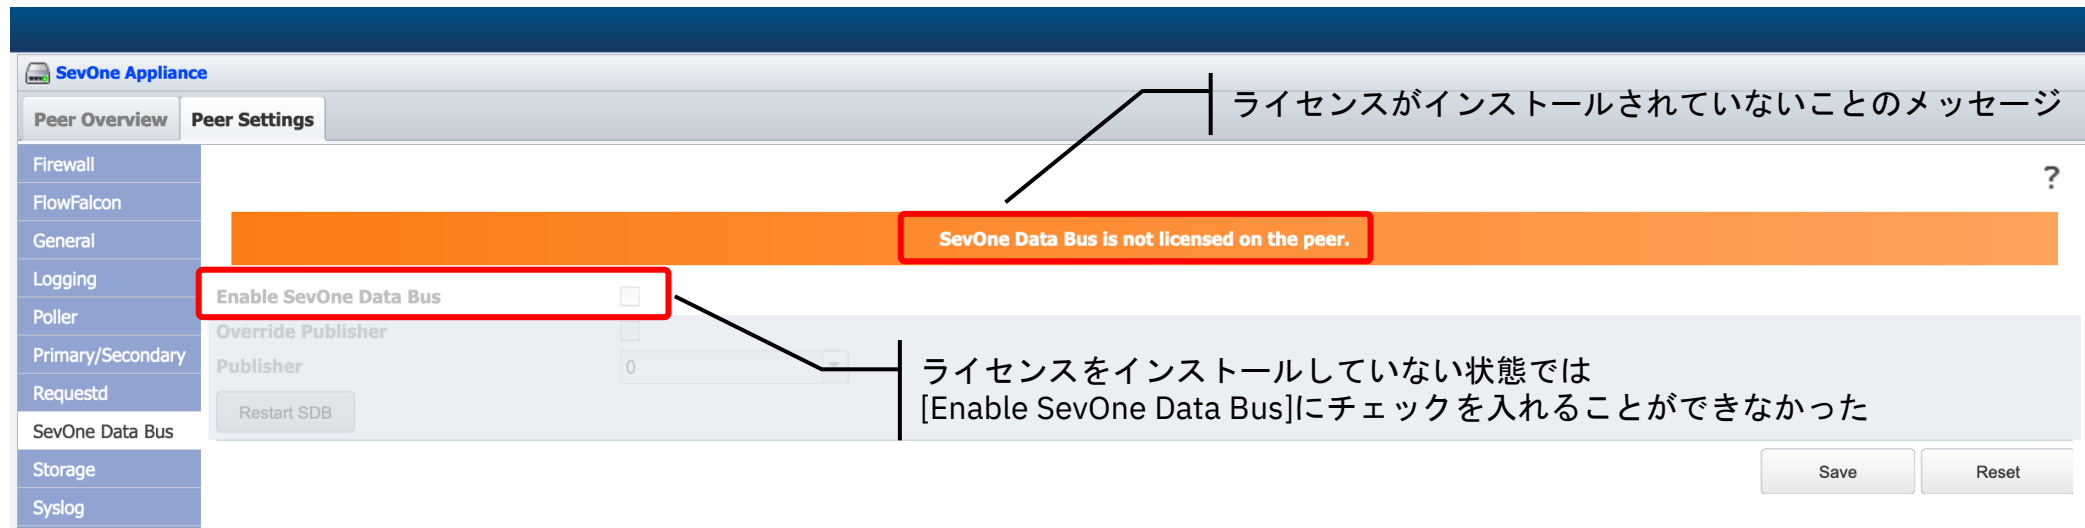 SevOne Appliance
Peer Overview Peer Settings
ライセンスがインストールされていないことのメッセージ
Firewall
?
FlowFalcon
General
SevOne Data Bus is not licensed on the peer.
Logging
Enable SevOne Data Bus
Poller
Override Publisher
Primary/Secondary
Publisher 0
ライセンスをインストールしていない状態では
[Enable SevOne Data Bus]にチェックを入れることができなかった
Requestd
Restart SDB
SevOne Data Bus
Storage
Save Reset
Syslog